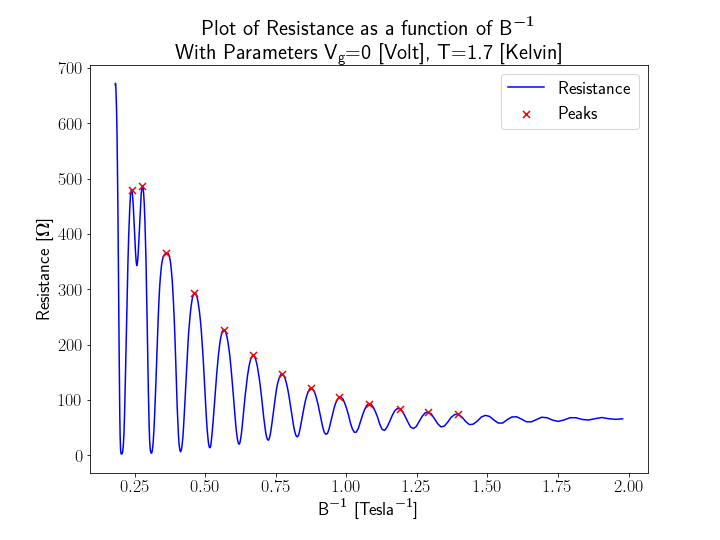 Plot of Resistance as a function of B⁻¹
With Parameters V_g=0 [Volt], T=1.7 [Kelvin]
Resistance
Peaks
700
600
500
400
300
200
100
0
Resistance [Ω]
0.25 0.50 0.75 1.00 1.25 1.50 1.75 2.00
B⁻¹ [Tesla⁻¹]